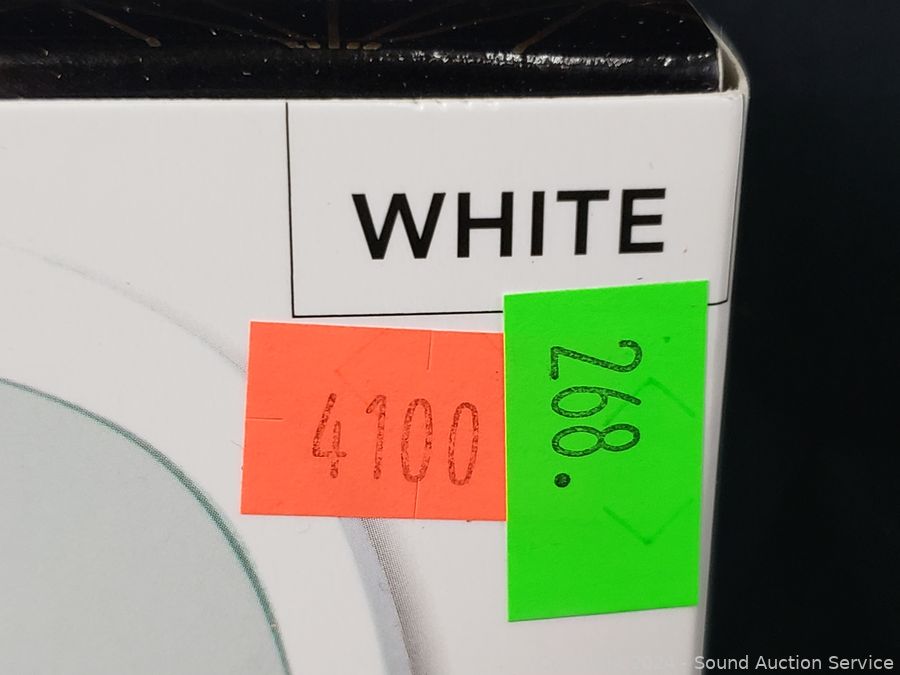 WHITE
4100
268.
2024 - Sound Auction Service